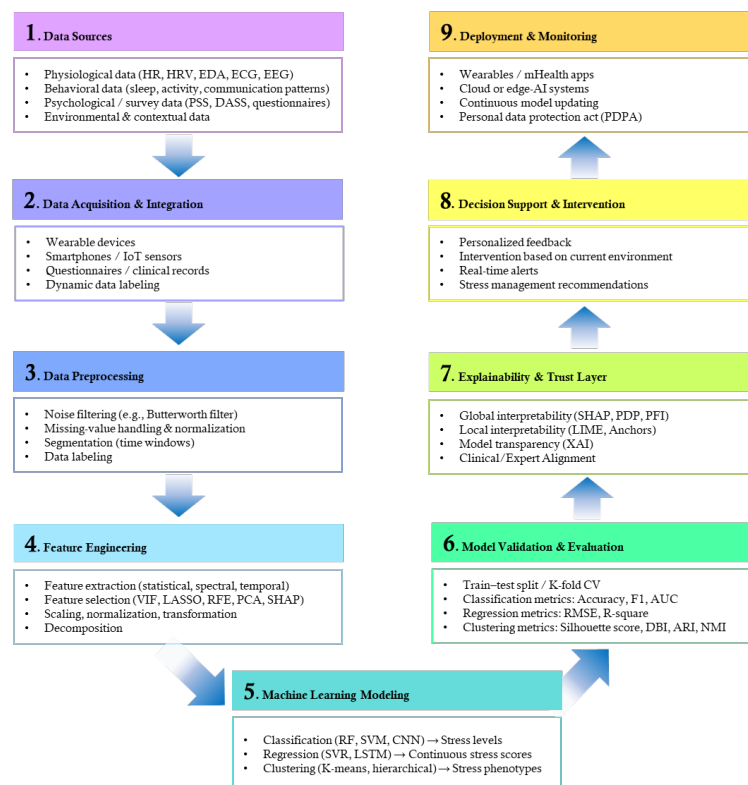 1. Data Sources
• Physiological data (HR, HRV, EDA, ECG, EEG)
• Behavioral data (sleep, activity, communication patterns)
• Psychological / survey data (PSS, DASS, questionnaires)
• Environmental & contextual data
2. Data Acquisition & Integration
• Wearable devices
• Smartphones / IoT sensors
• Questionnaires / clinical records
• Dynamic data labeling
3. Data Preprocessing
• Noise filtering (e.g., Butterworth filter)
• Missing-value handling & normalization
• Segmentation (time windows)
• Data labeling
4. Feature Engineering
• Feature extraction (statistical, spectral, temporal)
• Feature selection (VIF, LASSO, RFE, PCA, SHAP)
• Scaling, normalization, transformation
• Decomposition
5. Machine Learning Modeling
• Classification (RF, SVM, CNN) → Stress levels
• Regression (SVR, LSTM) → Continuous stress scores
• Clustering (K-means, hierarchical) → Stress phenotypes
6. Model Validation & Evaluation
• Train–test split / K-fold CV
• Classification metrics: Accuracy, F1, AUC
• Regression metrics: RMSE, R-square
• Clustering metrics: Silhouette score, DBI, ARI, NMI
7. Explainability & Trust Layer
• Global interpretability (SHAP, PDP, PFI)
• Local interpretability (LIME, Anchors)
• Model transparency (XAI)
• Clinical/Expert Alignment
8. Decision Support & Intervention
• Personalized feedback
• Intervention based on current environment
• Real-time alerts
• Stress management recommendations
9. Deployment & Monitoring
• Wearables / mHealth apps
• Cloud or edge-AI systems
• Continuous model updating
• Personal data protection act (PDPA)